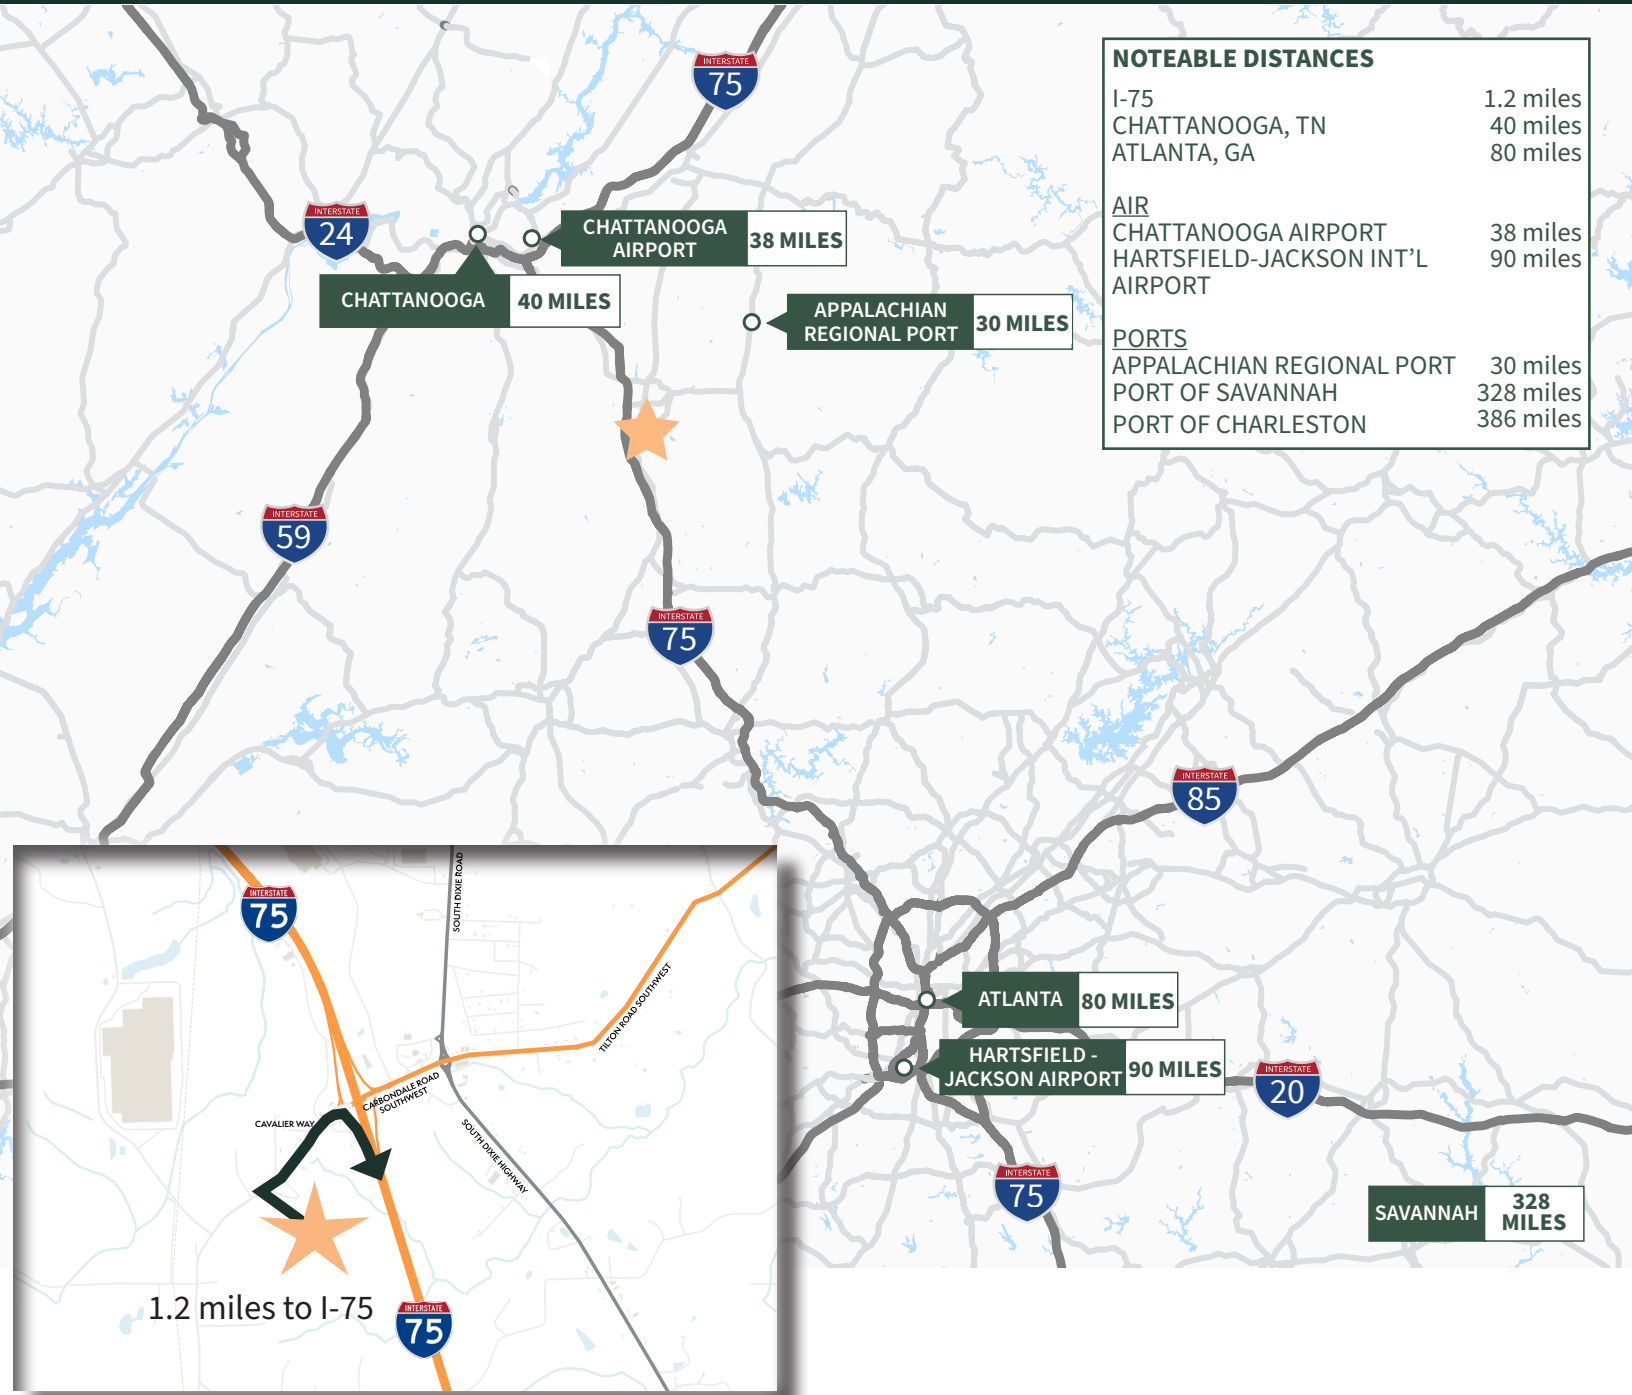 INTERSTATE
75
NOTEABLE DISTANCES
I-75 1.2 miles
CHATTANOOGA, TN 40 miles
ATLANTA, GA 80 miles
AIR
CHATTANOOGA AIRPORT 38 miles
HARTSFIELD-JACKSON INT'L 90 miles
AIRPORT
PORTS
APPALACHIAN REGIONAL PORT 30 miles
PORT OF SAVANNAH 328 miles
PORT OF CHARLESTON 386 miles
INTERSTATE
24
CHATTANOOGA
AIRPORT
38 MILES
CHATTANOOGA
40 MILES
APPALACHIAN
REGIONAL PORT
30 MILES
INTERSTATE
59
INTERSTATE
75
INTERSTATE
85
ATLANTA
80 MILES
HARTSFIELD -
JACKSON AIRPORT
90 MILES
INTERSTATE
20
INTERSTATE
75
SAVANNAH
328
MILES
INTERSTATE
75
SOUTH DIXIE ROAD
TILTON ROAD SOUTHWEST
CARBONDALE ROAD
SOUTHWEST
CAVALIER WAY
SOUTH DIXIE HIGHWAY
1.2 miles to I-75
INTERSTATE
75